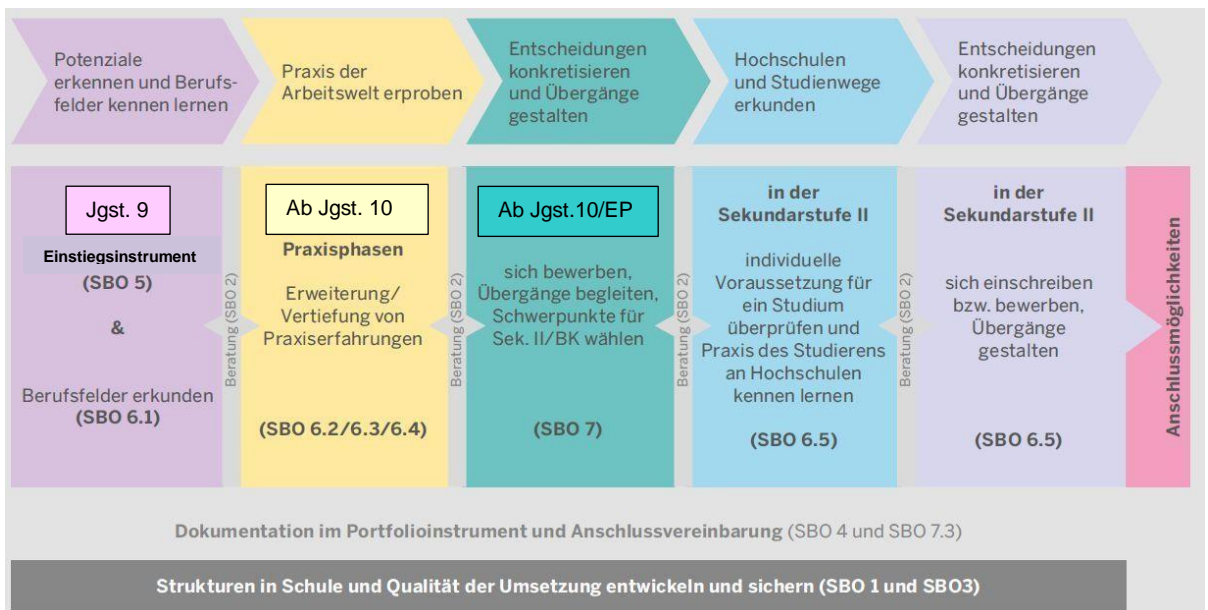 Potenziale
erkennen und Berufs-
felder kennen lernen
Praxis der
Arbeitswelt erproben
Entscheidungen
konkretisieren
und Übergänge
gestalten
Hochschulen
und Studienwege
erkunden
Entscheidungen
konkretisieren
und Übergänge
gestalten
Jgst. 9
Einstiegsinstrument
(SBO 5)
&
Berufsfelder erkunden
(SBO 6.1)
Beratung (SBO 2)
Ab Jgst. 10
Praxisphasen
Erweiterung/
Vertiefung von
Praxiserfahrungen
(SBO 6.2/6.3/6.4)
Beratung (SBO 2)
Ab Jgst.10/EP
sich bewerben,
Übergänge begleiten,
Schwerpunkte für
Sek. II/BK wählen
(SBO 7)
Beratung (SBO 2)
in der
Sekundarstufe II
individuelle
Voraussetzung für
ein Studium
überprüfen und
Praxis des Studierens
an Hochschulen
kennen lernen
(SBO 6.5)
Beratung (SBO 2)
in der
Sekundarstufe II
sich einschreiben
bzw. bewerben,
Übergänge
gestalten
(SBO 6.5)
Anschlussmöglichkeiten
Dokumentation im Portfolioinstrument und Anschlussvereinbarung (SBO 4 und SBO 7.3)
Strukturen in Schule und Qualität der Umsetzung entwickeln und sichern (SBO 1 und SBO3)